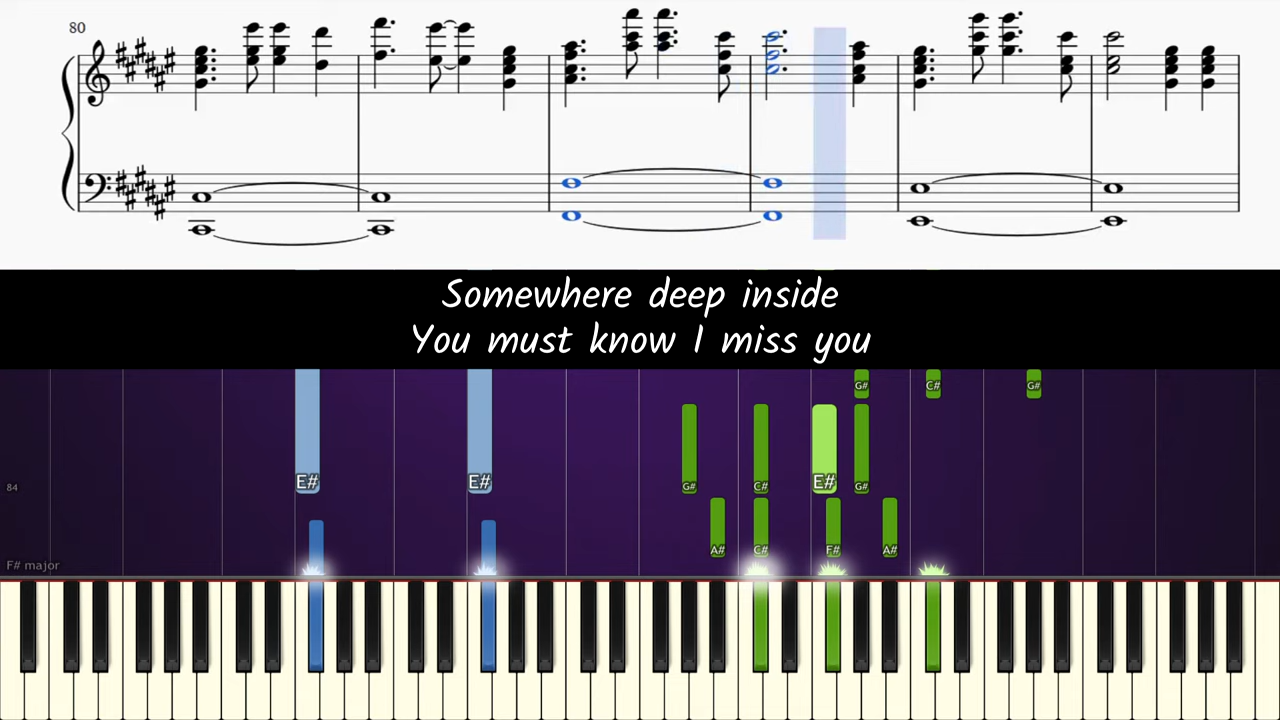 80
Somewhere deep inside
You must know I miss you
G# C# G#
E# E# G# C# E# G#
84
A# C# F# A#
F# major